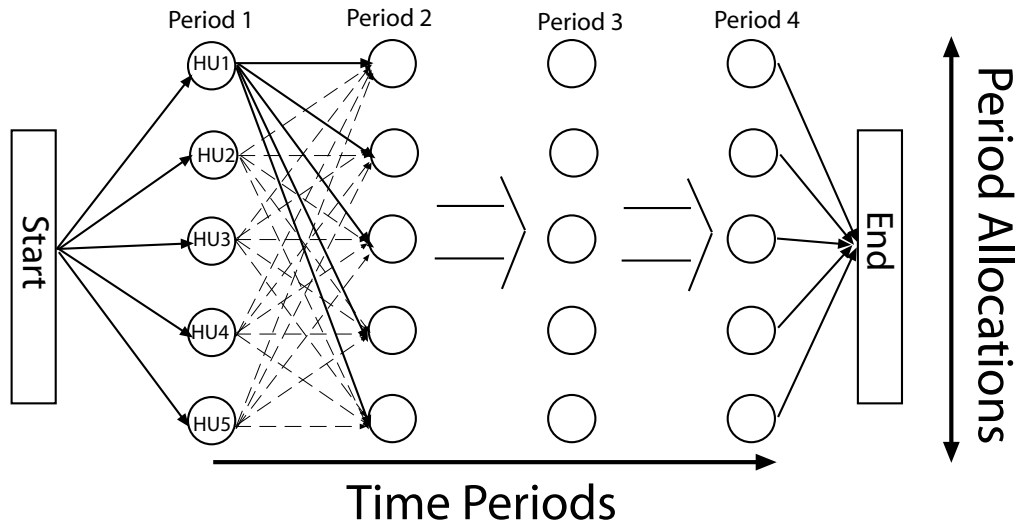 Period 1
Period 2
Period 3
Period 4
HU1
HU2
HU3
HU4
HU5
Start
End
Period Allocations
Time Periods